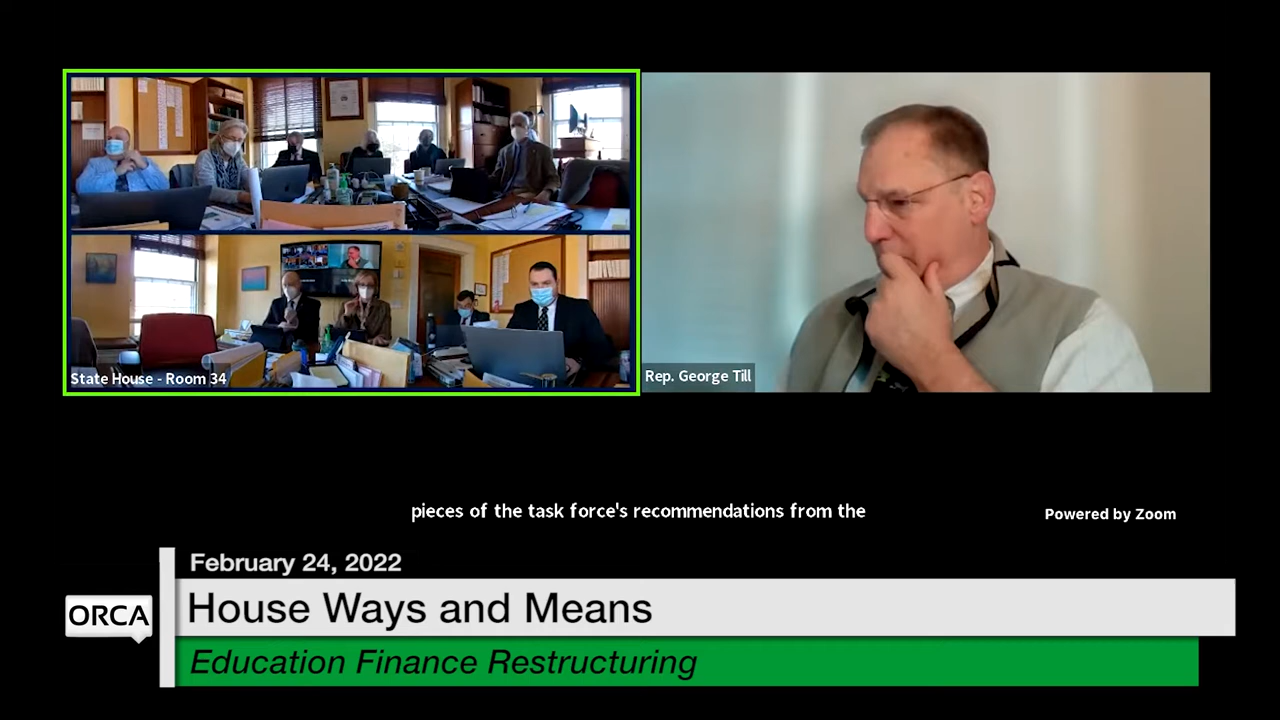 State House - Room 34
Rep. George Till
pieces of the task force's recommendations from the
Powered by Zoom
February 24, 2022
ORCA
House Ways and Means
Education Finance Restructuring